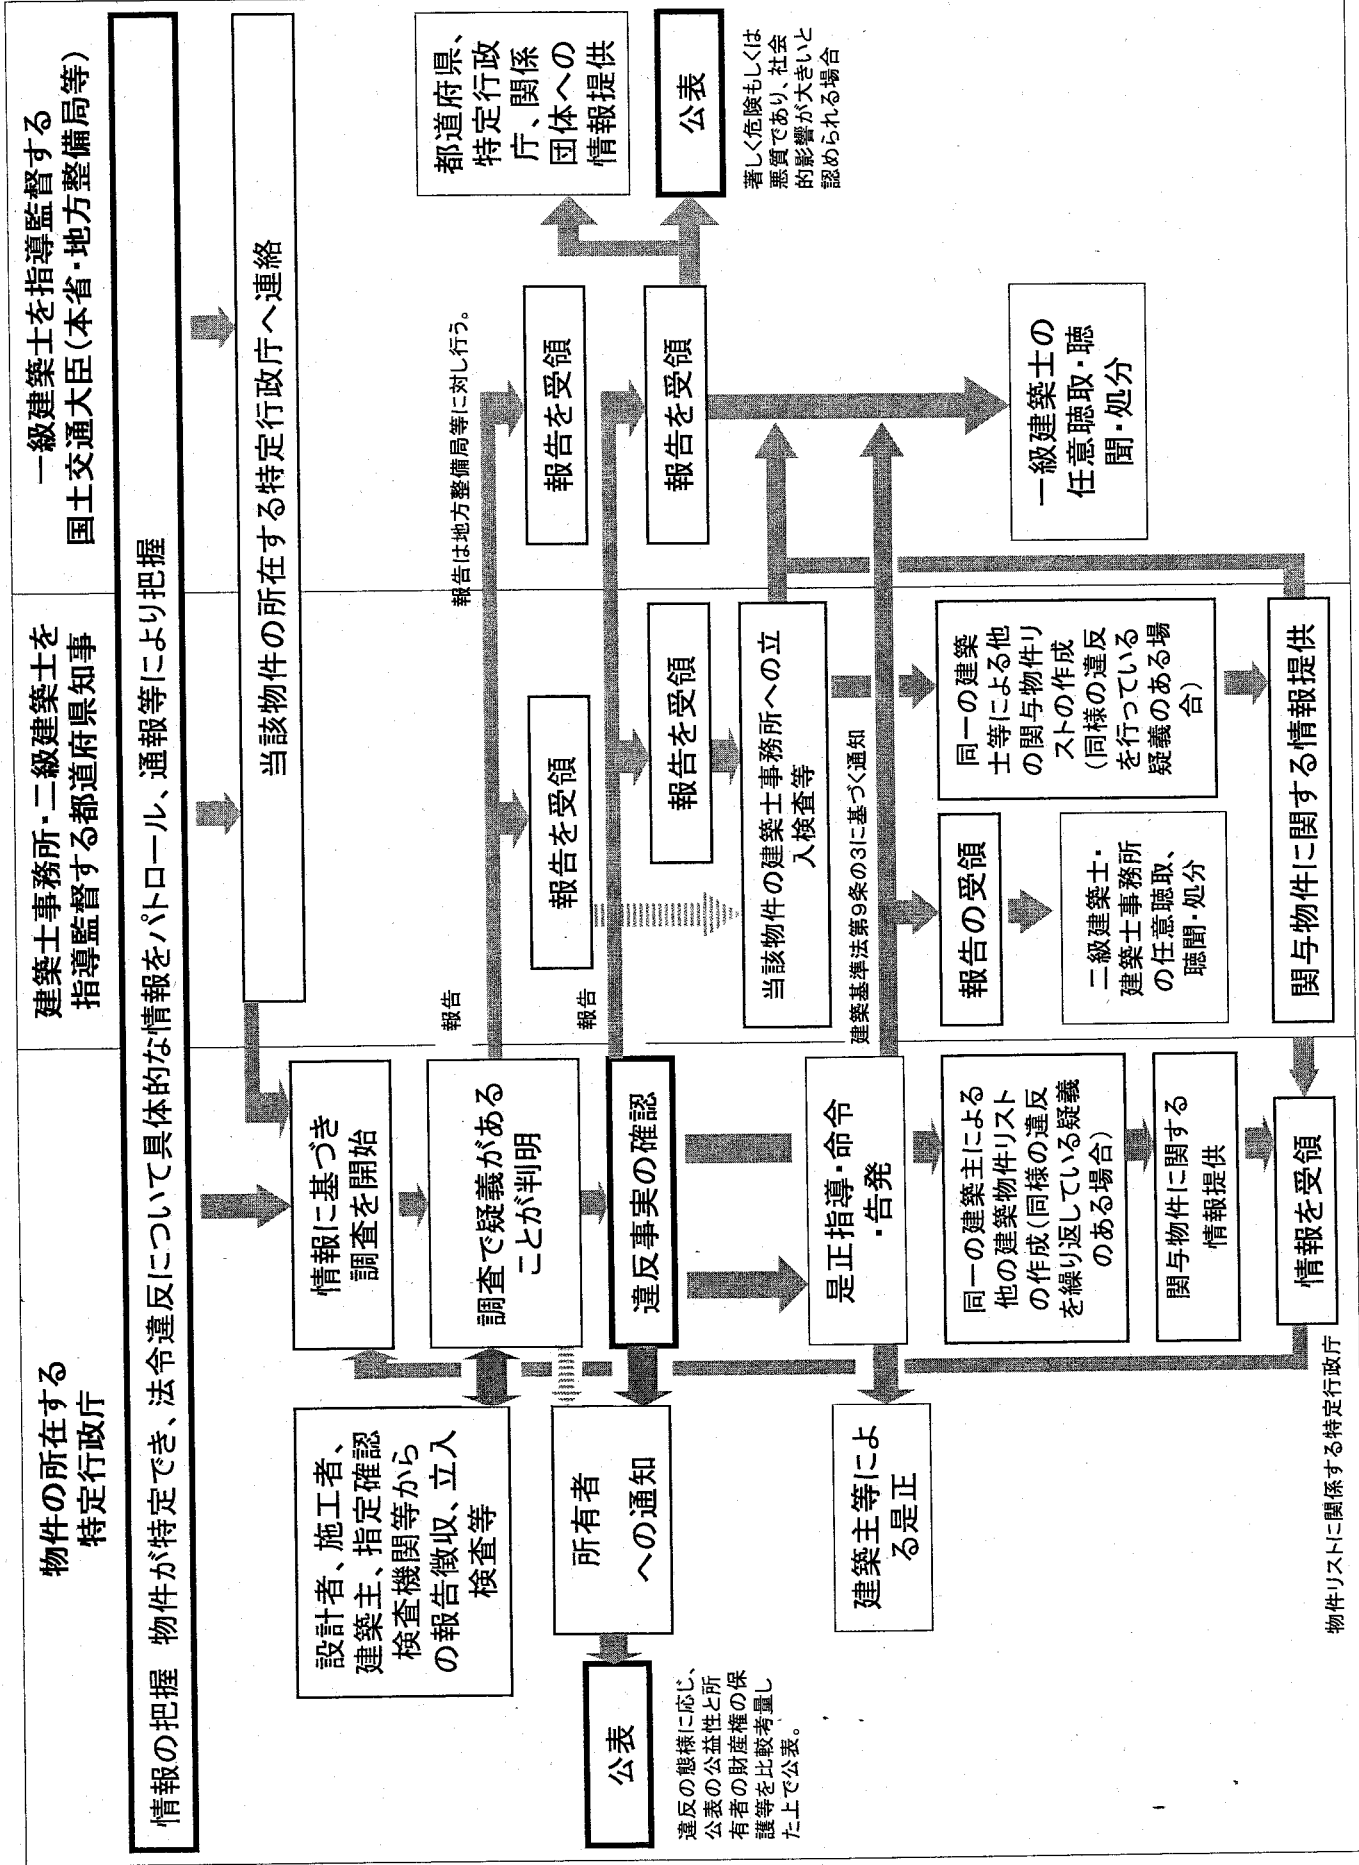 物件の所在する
特定行政庁
建築士事務所・二級建築士を
指導監督する都道府県知事
一級建築士を指導監督する
国土交通大臣(本省・地方整備局等)
情報の把握 物件が特定でき、法令違反について具体的な情報をパトロール、通報等により把握
当該物件の所在する特定行政庁へ連絡
情報に基づき
調査を開始
設計者、施工者、
建築主、指定確認
検査機関等から
の報告徴収、立入
検査等
調査で疑義がある
ことが判明
報告
報告は地方整備局等に対し行う。
報告を受領
報告を受領
都道府県、
特定行政
庁、関係
団体への
情報提供
公表
違反の態様に応じ、
公表の公益性と所
有者の財産権の保
護等を比較考量し
た上で公表。
所有者
への通知
違反事実の確認
報告
報告を受領
報告を受領
公表
著しく危険もしくは
悪質であり、社会
的影響が大きいと
認められる場合
当該物件の建築士事務所への立
入検査等
建築主等によ
る是正
是正指導・命令
・告発
建築基準法第9条の3に基づく通知
報告の受領
二級建築士・
建築士事務所
の任意聴取、
聴聞・処分
同一の建築
士等による他
の関与物件リ
ストの作成
(同様の違反
を行っている
疑義のある場
合)
一級建築士の
任意聴取・聴
聞・処分
同一の建築主による
他の建築物件リスト
の作成(同様の違反
を繰り返している疑義
のある場合)
関与物件に関する
情報提供
関与物件に関する情報提供
情報を受領
物件リストに関係する特定行政庁